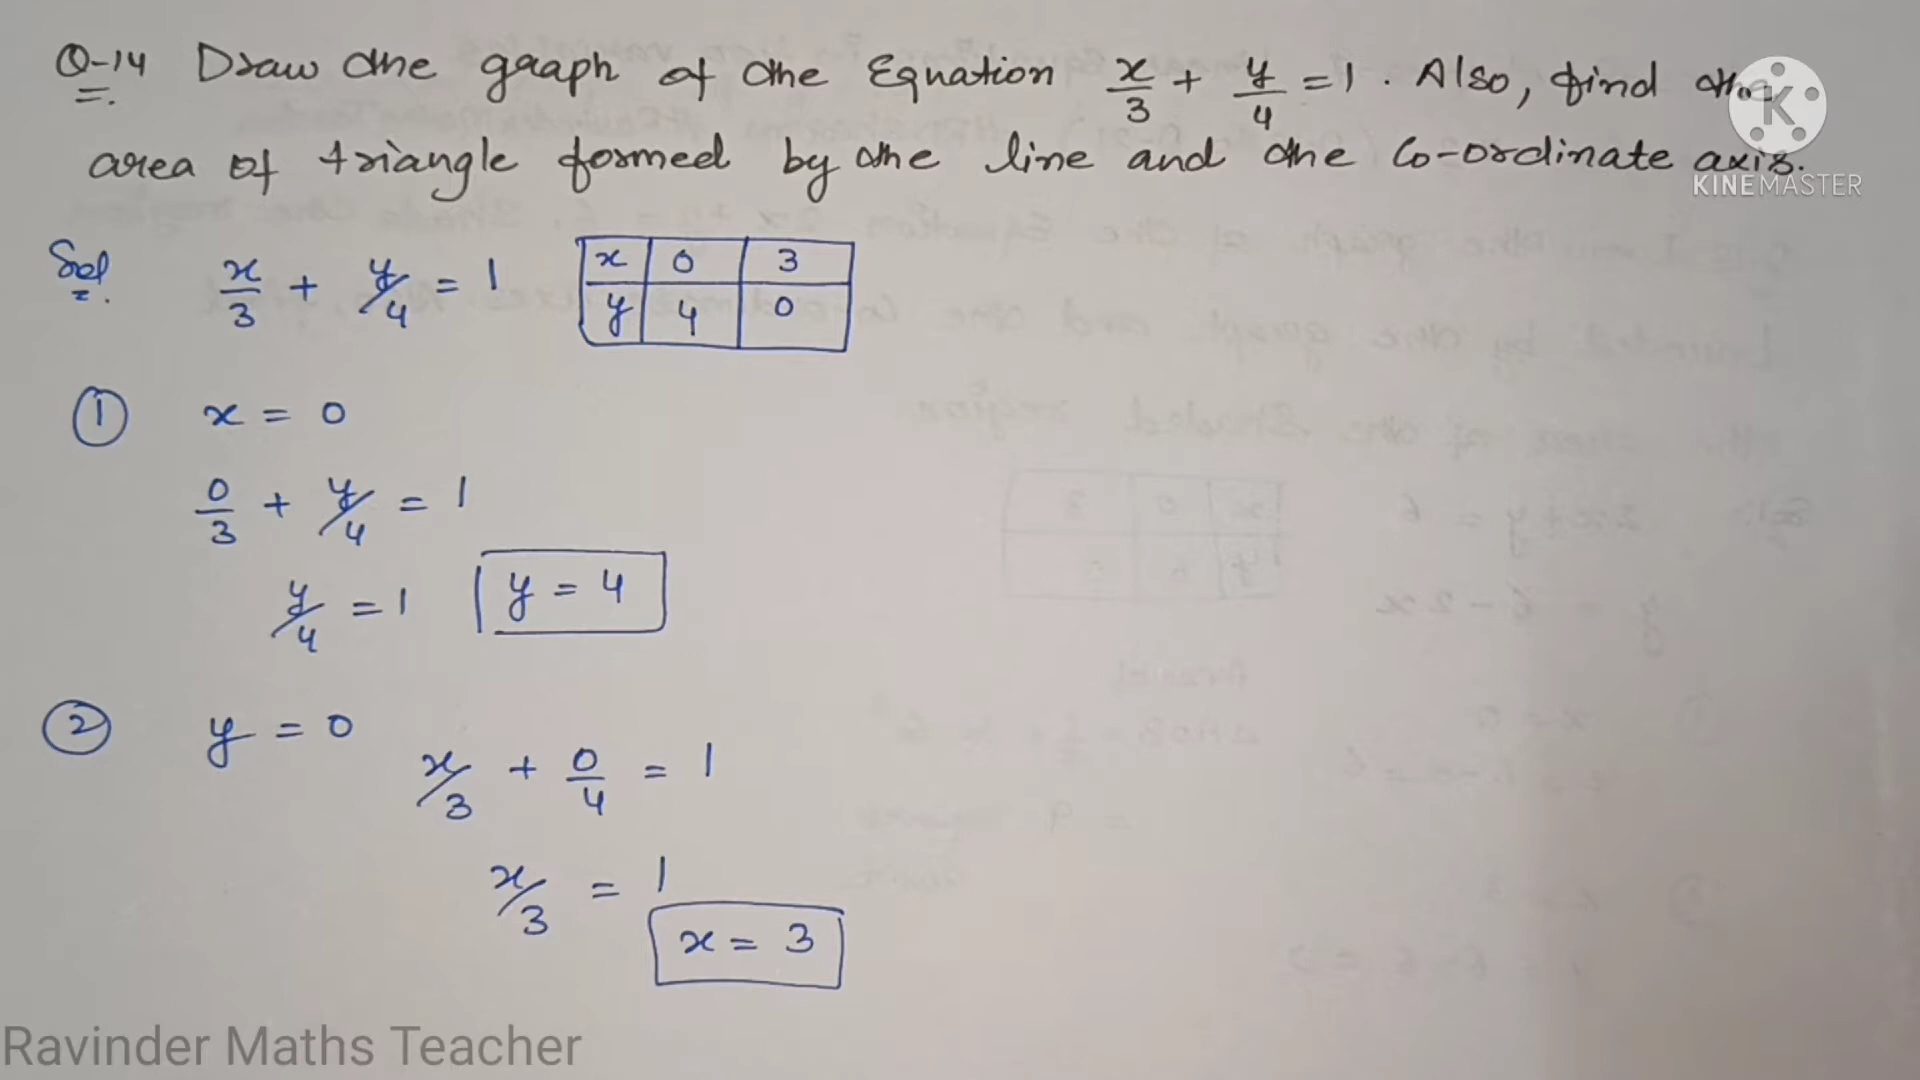 Q-14 Draw the graph of the Equation x/3 + y/4 = 1. Also, find the
area of triangle formed by the line and the Co-ordinate axis.
K
KINEMASTER
Sol. x/3 + y/4 = 1
x 0 3
y 4 0
① x = 0
0/3 + y/4 = 1
y/4 = 1 y = 4
② y = 0
x/3 + 0/4 = 1
x/3 = 1
x = 3
Ravinder Maths Teacher